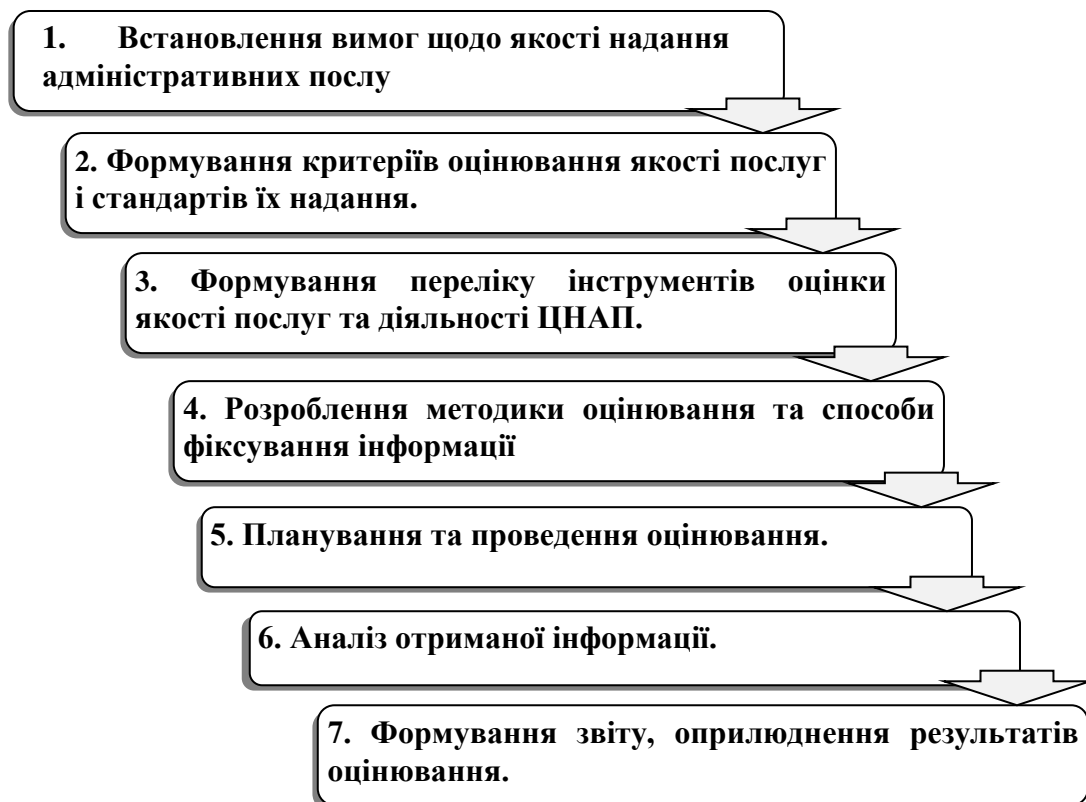 1. Встановлення вимог щодо якості надання
адміністративних послу
2. Формування критеріїв оцінювання якості послуг
і стандартів їх надання.
3. Формування переліку інструментів оцінки
якості послуг та діяльності ЦНАП.
4. Розроблення методики оцінювання та способи
фіксування інформації
5. Планування та проведення оцінювання.
6. Аналіз отриманої інформації.
7. Формування звіту, оприлюднення результатів
оцінювання.